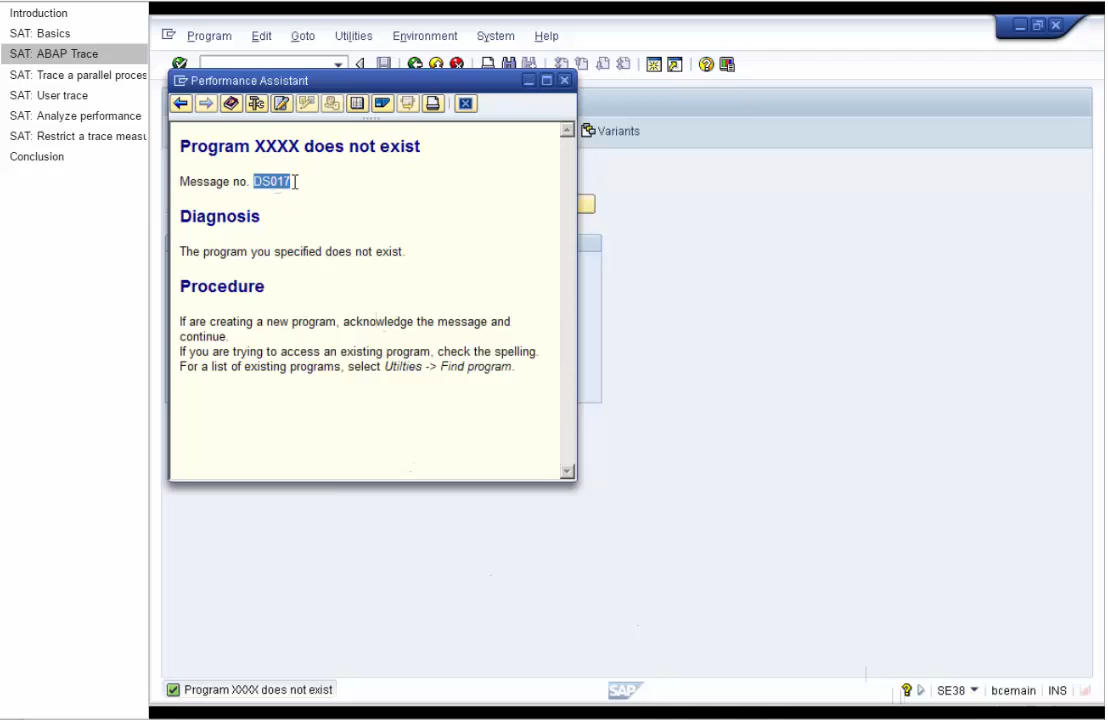 Introduction
SAT: Basics
SAT: ABAP Trace
SAT: Trace a parallel proces
SAT: User trace
SAT: Analyze performance
SAT: Restrict a trace measu
Conclusion
Program Edit Goto Utilities Environment System Help
Performance Assistant
Variants
Program XXXX does not exist
Message no. DS017
Diagnosis
The program you specified does not exist.
Procedure
If are creating a new program, acknowledge the message and
continue.
If you are trying to access an existing program, check the spelling.
For a list of existing programs, select Utilties -> Find program.
Program XXXX does not exist
SAP
SE38 bcemain INS